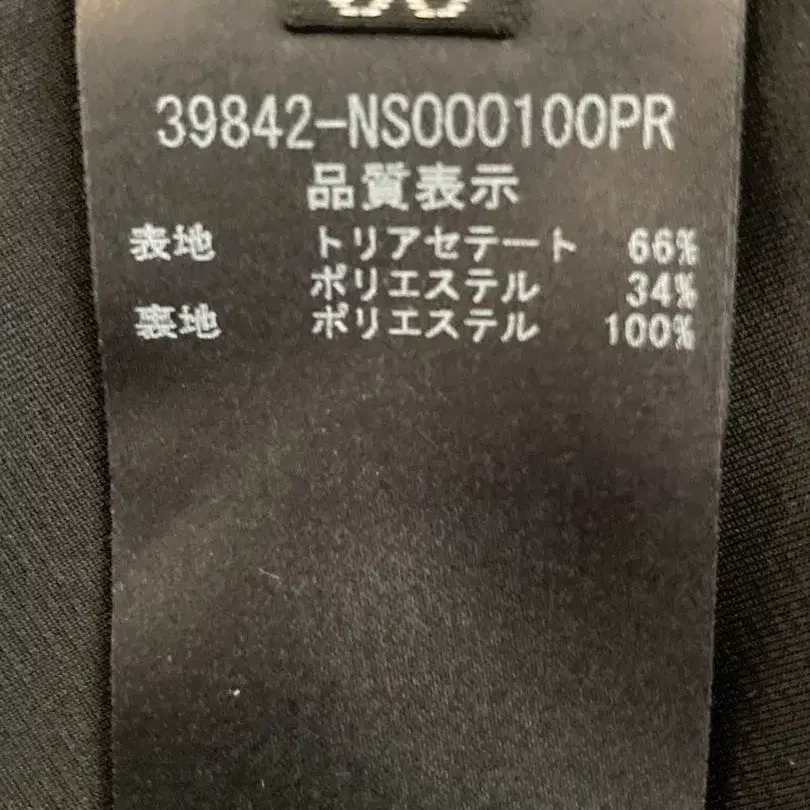 39842-NS000100PR
品質表示
表地 トリアセテート 66%
ポリエステル 34%
裏地 ポリエステル 100%